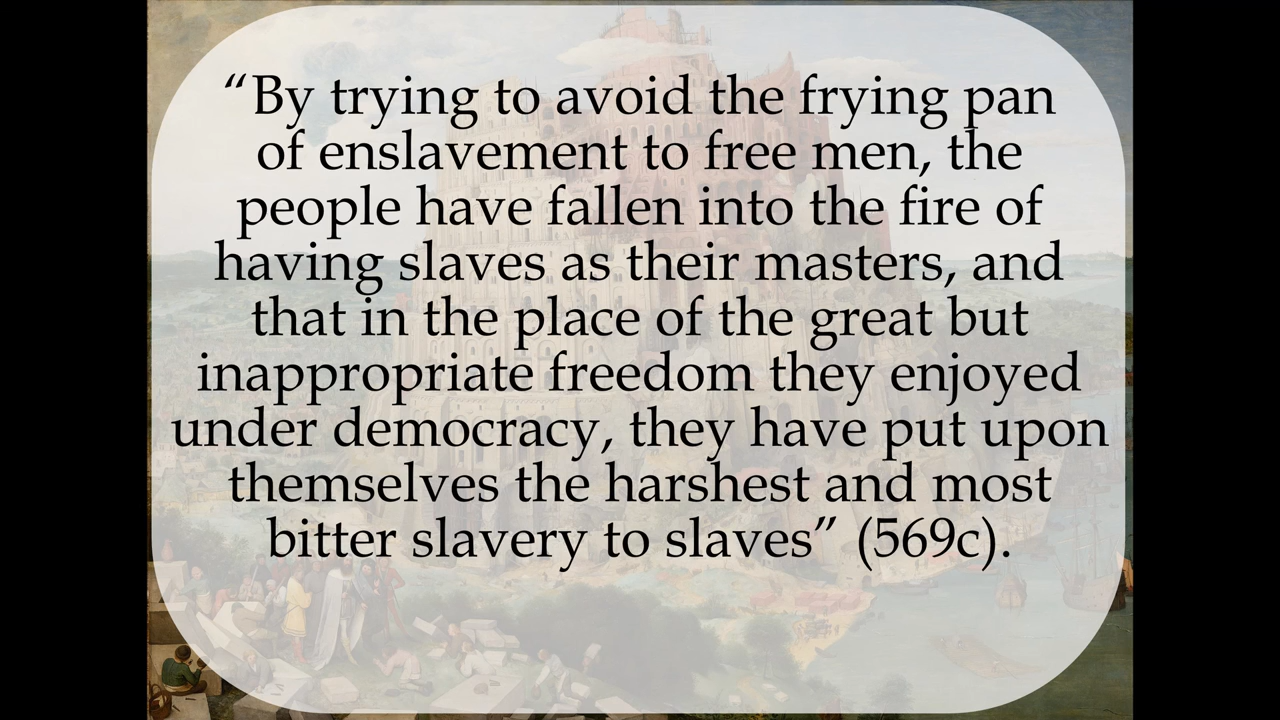 “By trying to avoid the frying pan
of enslavement to free men, the
people have fallen into the fire of
having slaves as their masters, and
that in the place of the great but
inappropriate freedom they enjoyed
under democracy, they have put upon
themselves the harshest and most
bitter slavery to slaves” (569c).